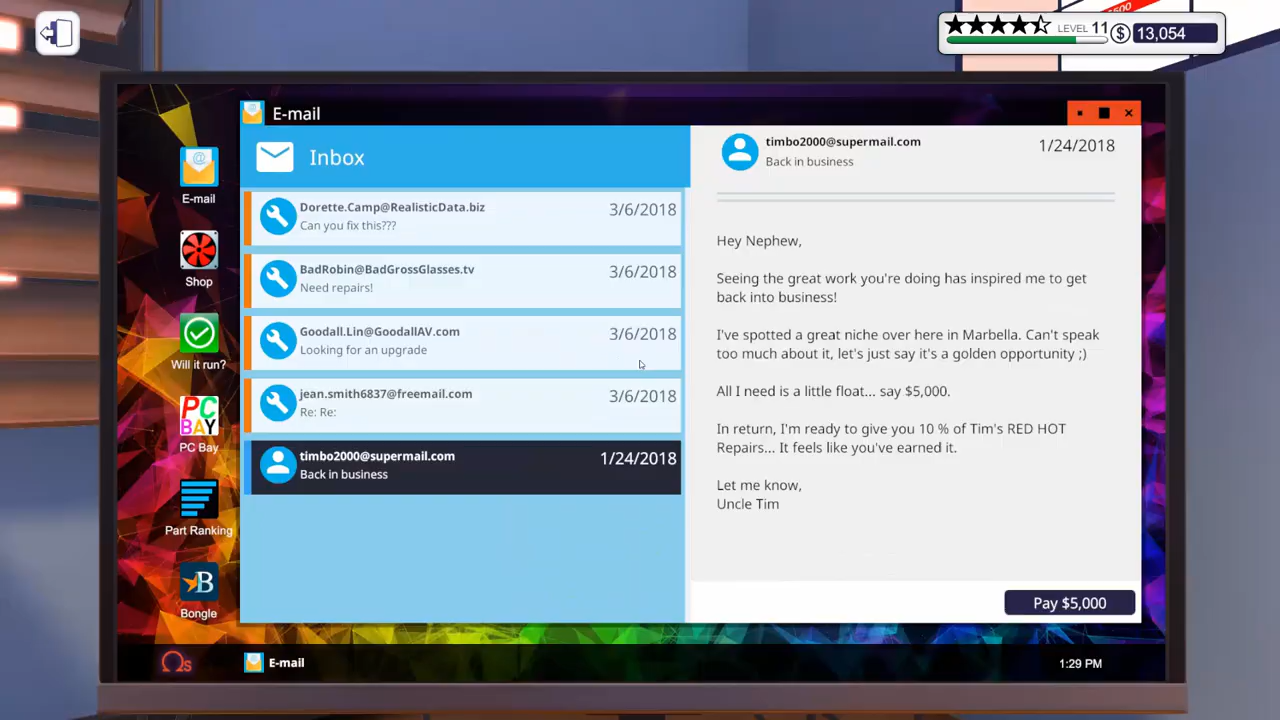 $500
LEVEL 11
$ 13,054
E-mail
Inbox
Dorette.Camp@RealisticData.biz
3/6/2018
Can you fix this???
BadRobin@BadGrossGlasses.tv
3/6/2018
Need repairs!
Goodall.Lin@GoodallAV.com
3/6/2018
Looking for an upgrade
jean.smith6837@freemail.com
3/6/2018
Re: Re:
timbo2000@supermail.com
1/24/2018
Back in business
timbo2000@supermail.com
1/24/2018
Back in business
Hey Nephew,
Seeing the great work you're doing has inspired me to get
back into business!
I've spotted a great niche over here in Marbella. Can't speak
too much about it, let's just say it's a golden opportunity ;)
All I need is a little float... say $5,000.
In return, I'm ready to give you 10 % of Tim's RED HOT
Repairs... It feels like you've earned it.
Let me know,
Uncle Tim
Pay $5,000
E-mail
Shop
Will it run?
PC
BAY
PC Bay
Part Ranking
B
Bongle
Ωs
E-mail
1:29 PM